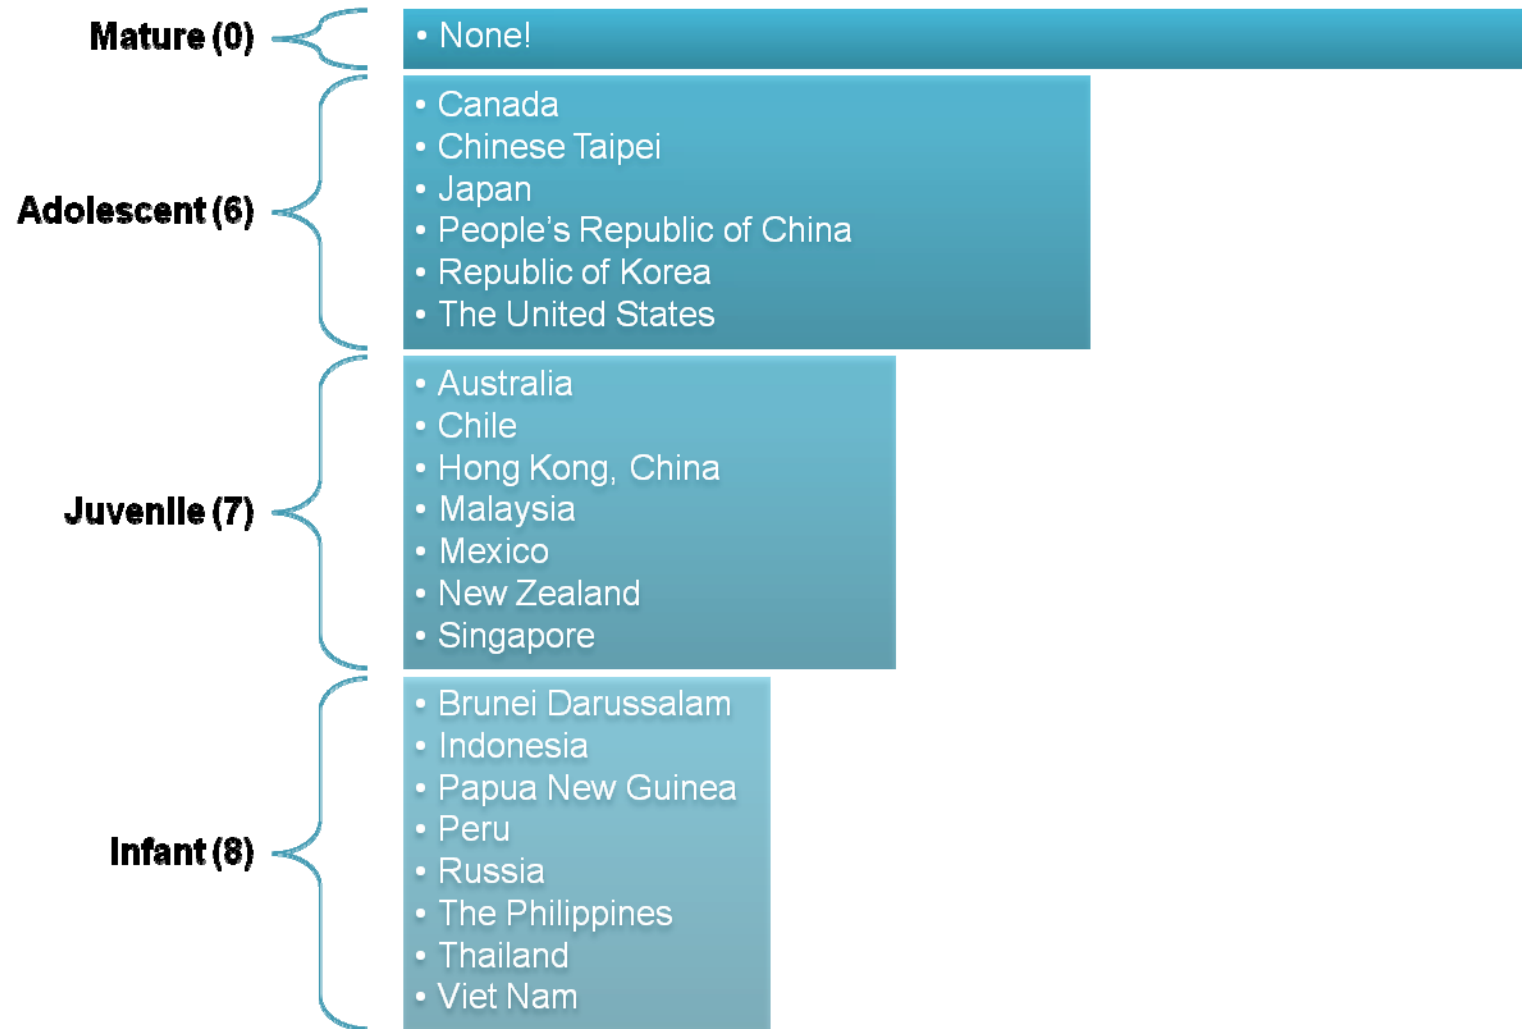 Mature (0)
• None!
Adolescent (6)
• Canada
• Chinese Taipei
• Japan
• People’s Republic of China
• Republic of Korea
• The United States
Juvenile (7)
• Australia
• Chile
• Hong Kong, China
• Malaysia
• Mexico
• New Zealand
• Singapore
Infant (8)
• Brunei Darussalam
• Indonesia
• Papua New Guinea
• Peru
• Russia
• The Philippines
• Thailand
• Viet Nam